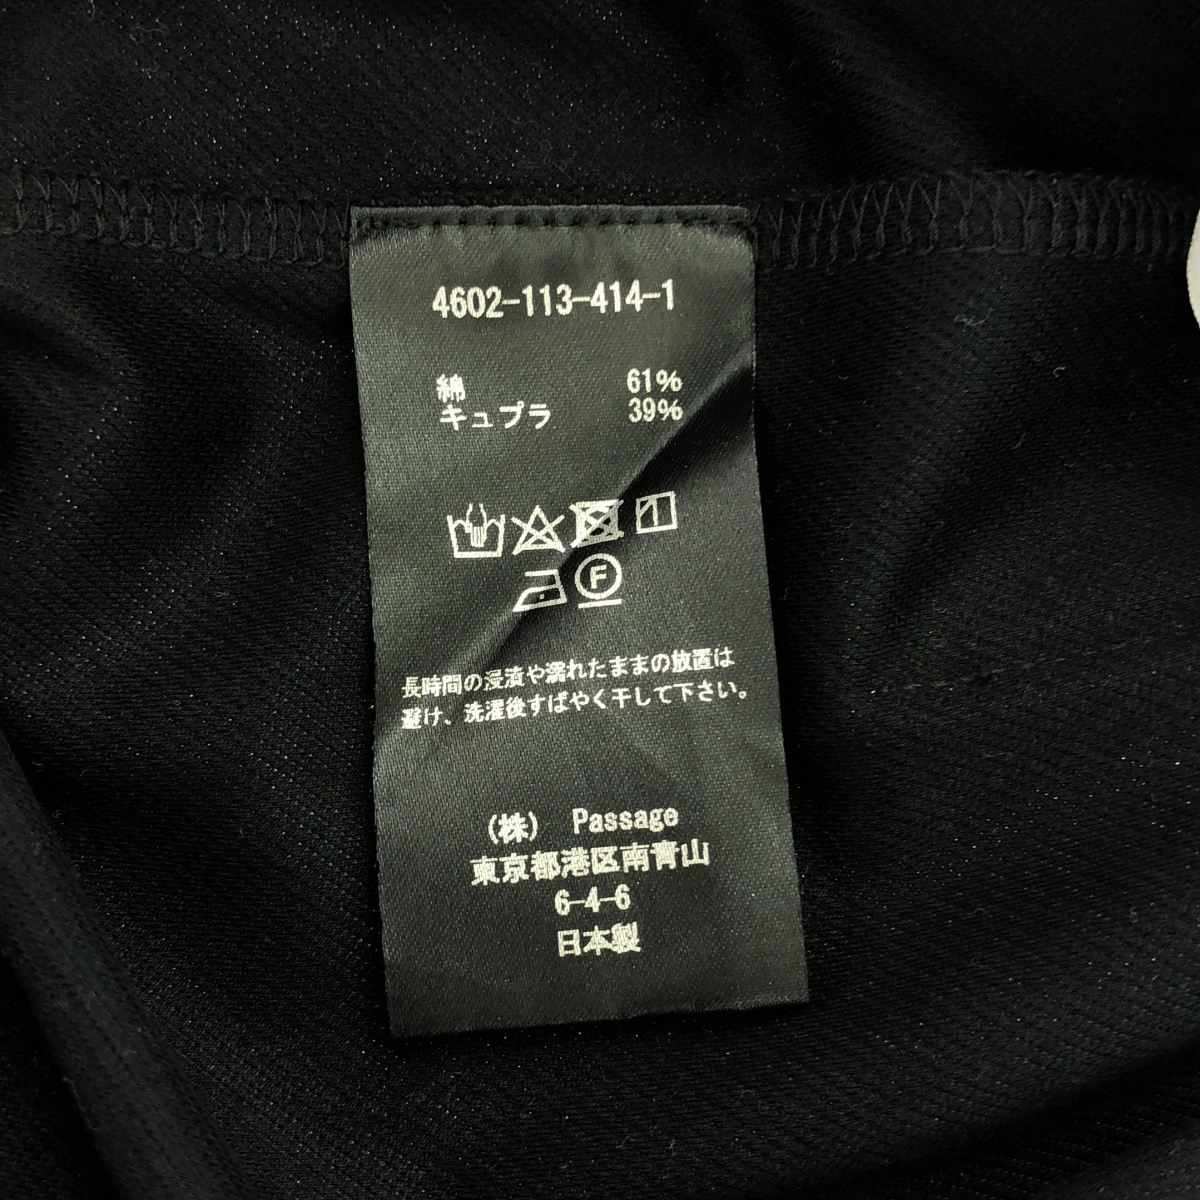 4602-113-414-1
綿 61%
キュプラ 39%
F
長時間の浸漬や濡れたままの放置は
避け、洗濯後すばやく干して下さい。
(株) Passage
東京都港区南青山
6-4-6
日本製